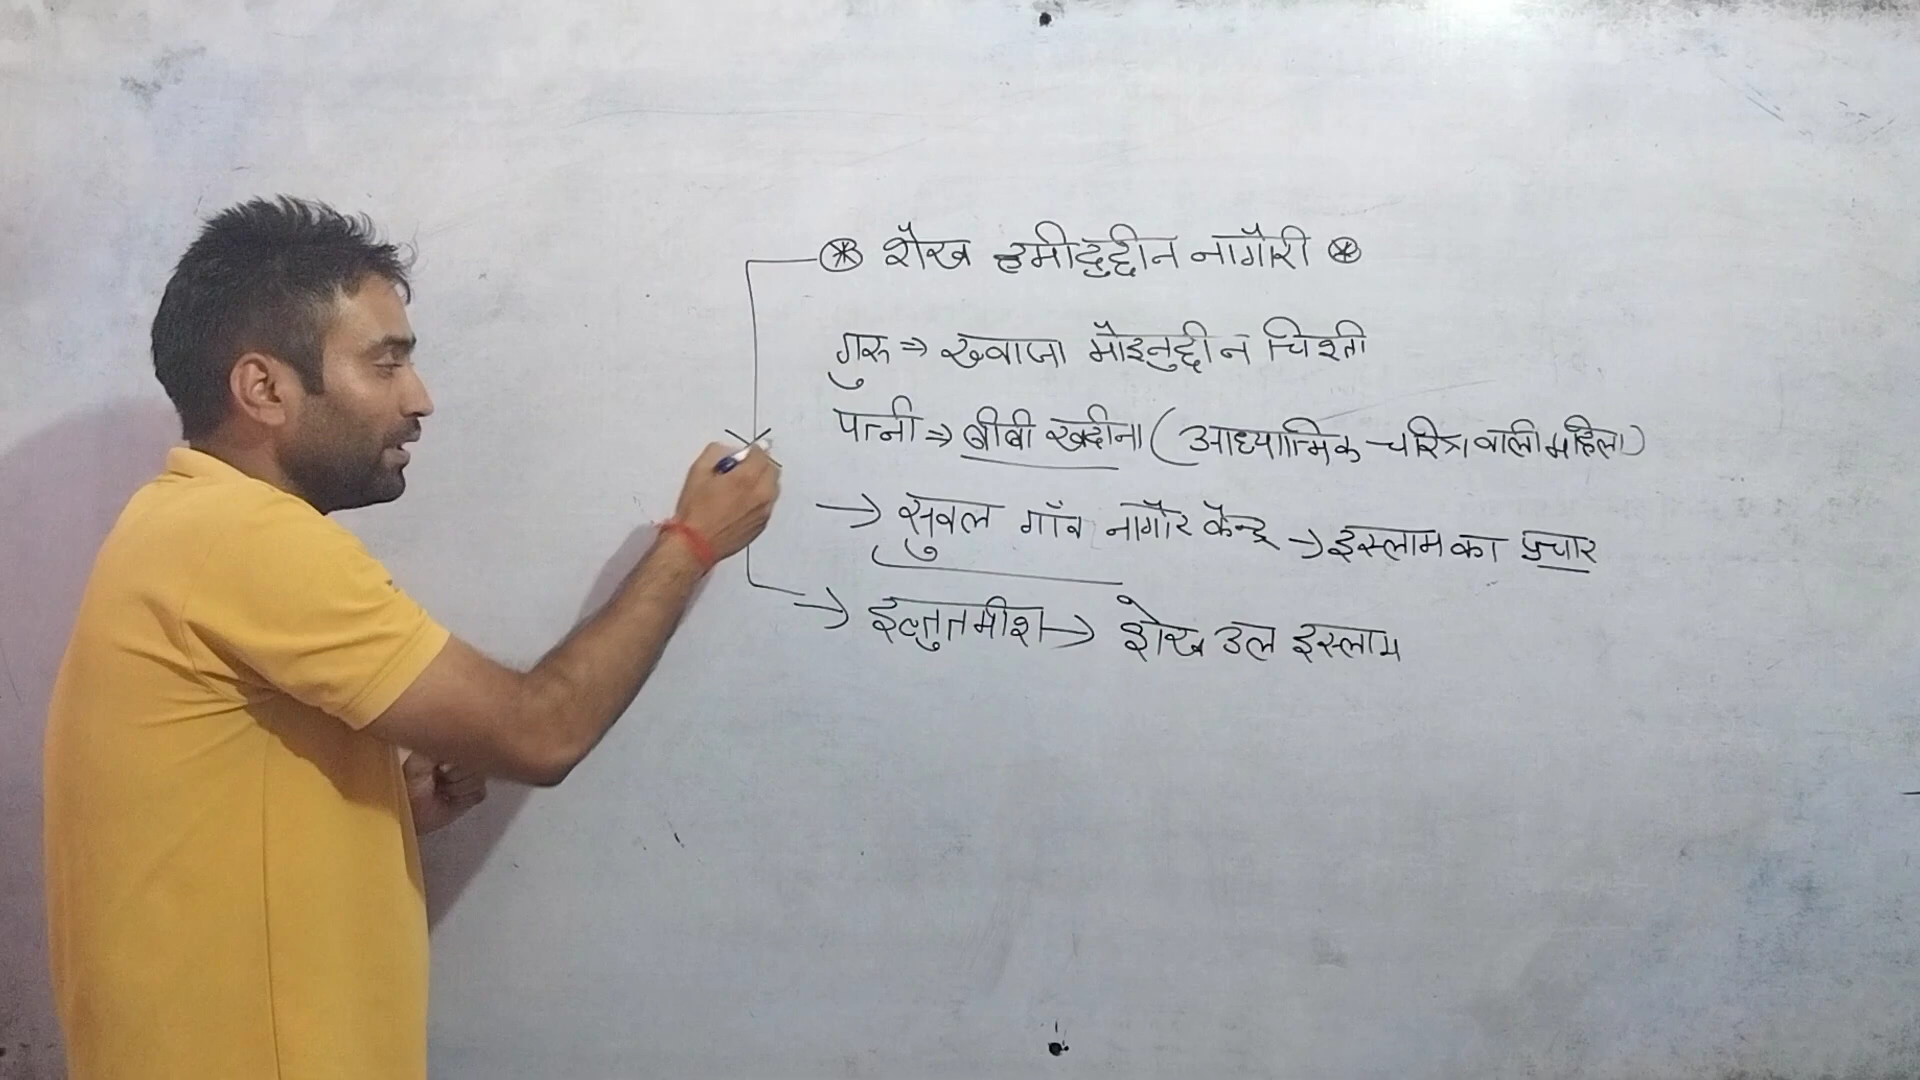 शैख हमीदुद्दीन नागौरी
गुरु ⇒ ख्वाजा मोइनुद्दीन चिश्ती
पत्नी ⇒ बीबी खदीना (आध्यात्मिक चरित्र वाली महिला)
→ सुवल गाँव नागौर केन्द्र → इस्लाम का प्रचार
→ इल्तुतमीश → शेख उल इस्लाम